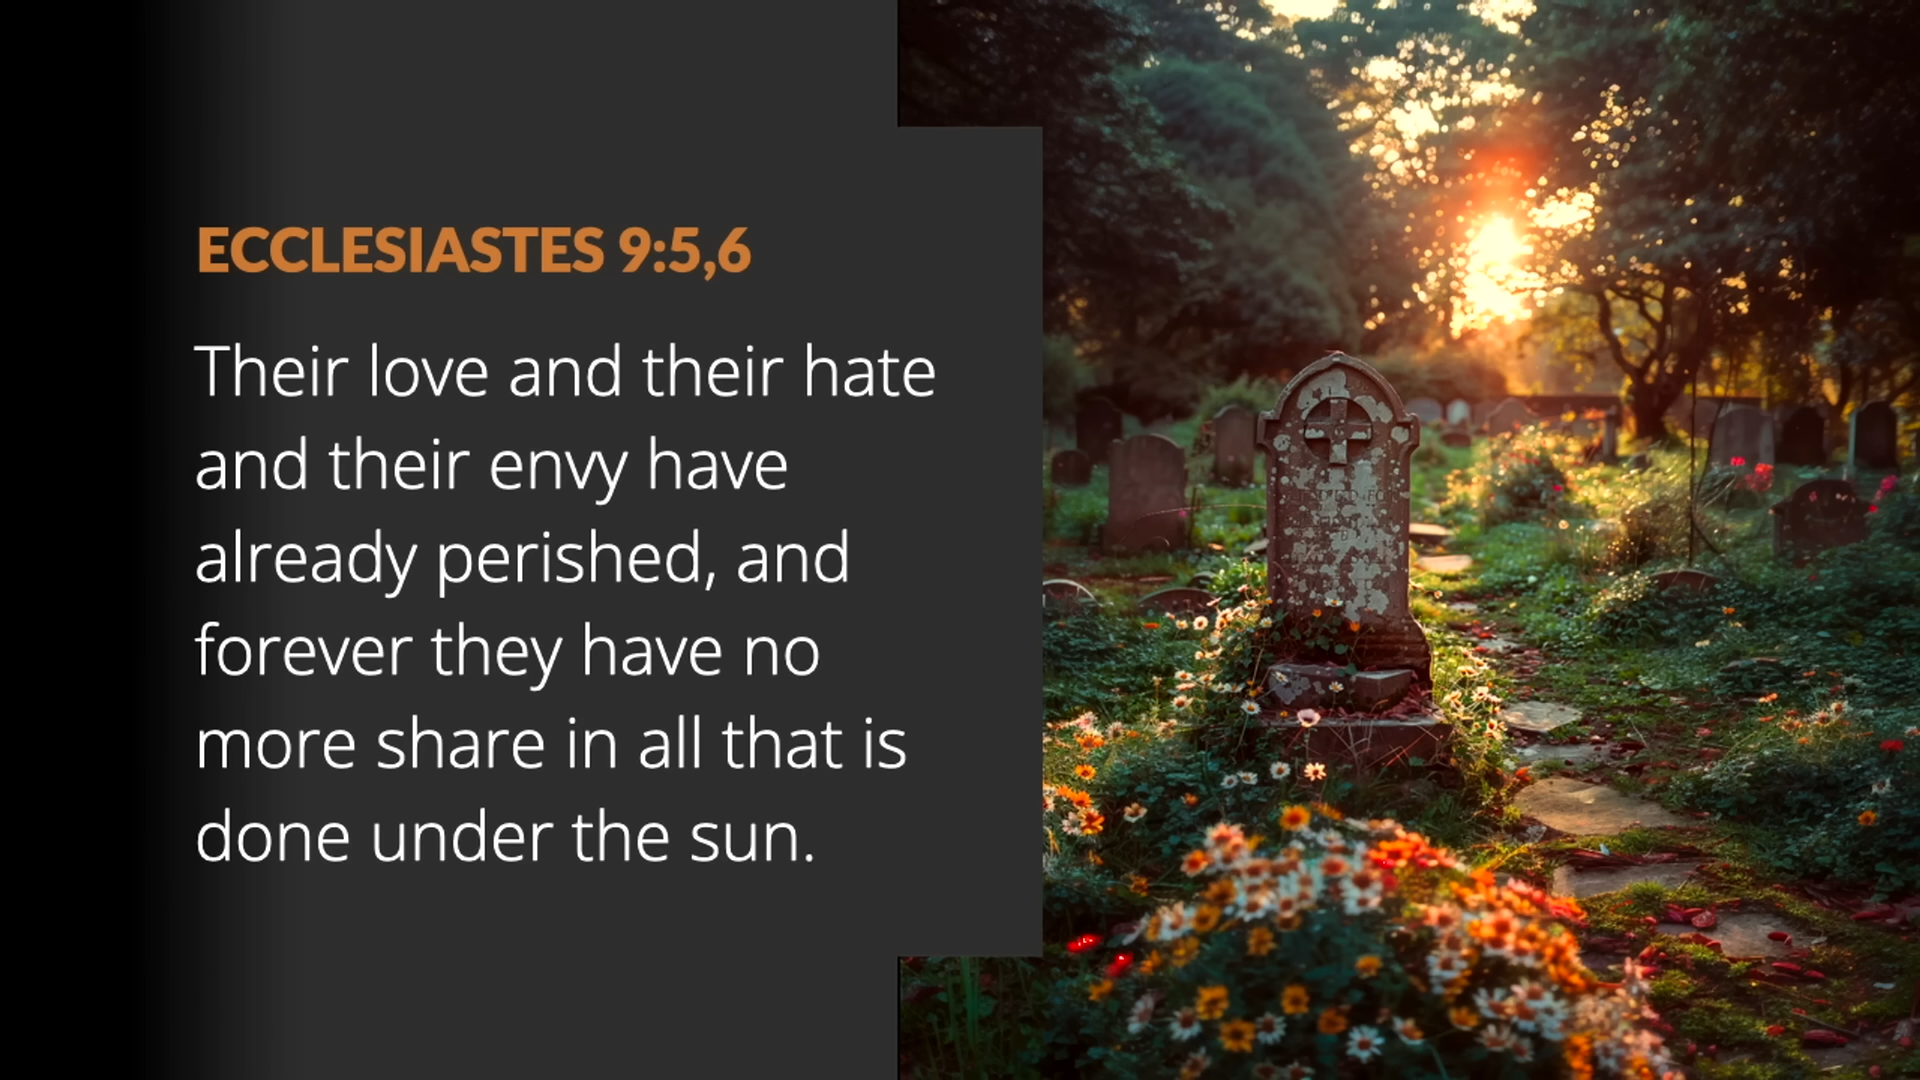 ECCLESIASTES 9:5,6
Their love and their hate
and their envy have
already perished, and
forever they have no
more share in all that is
done under the sun.